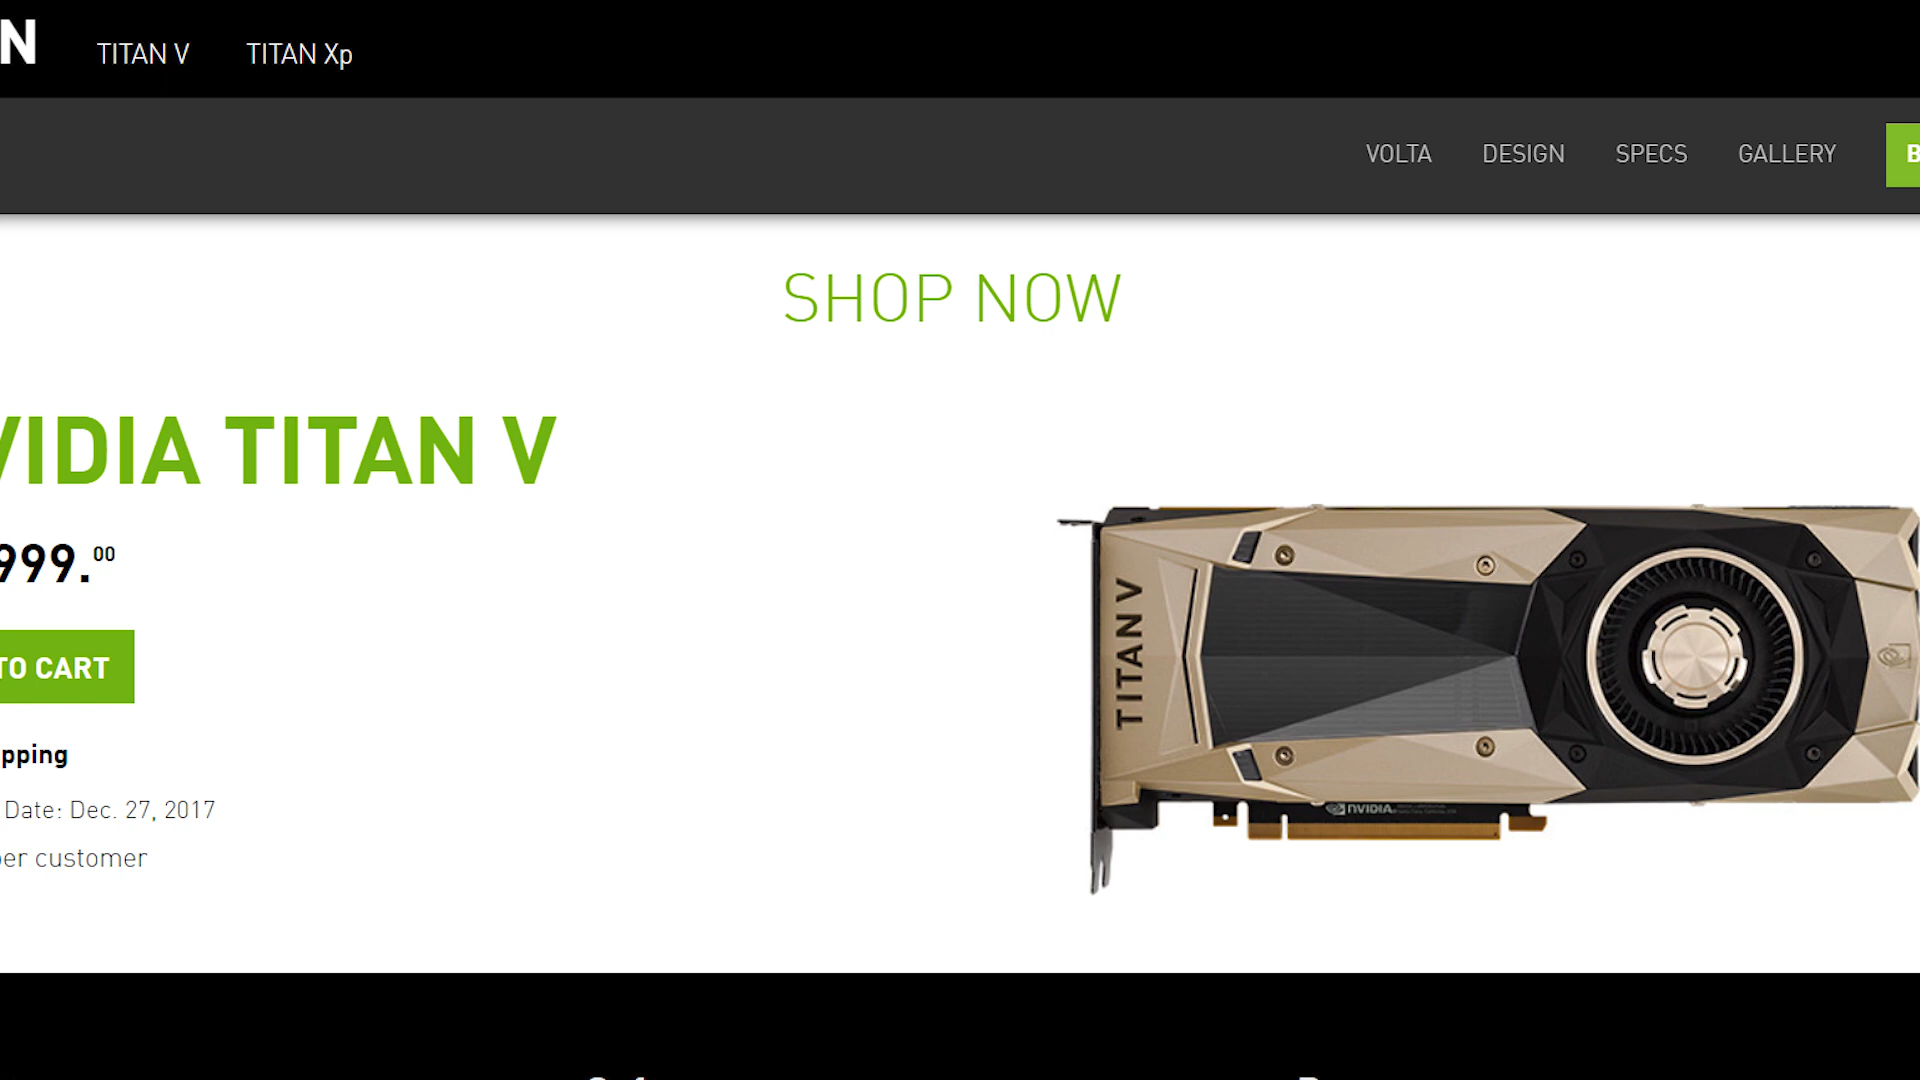 N TITAN V TITAN Xp
VOLTA DESIGN SPECS GALLERY B
SHOP NOW
VIDIA TITAN V
999.00
TO CART
pping
Date: Dec. 27, 2017
per customer
TITAN V
NVIDIA